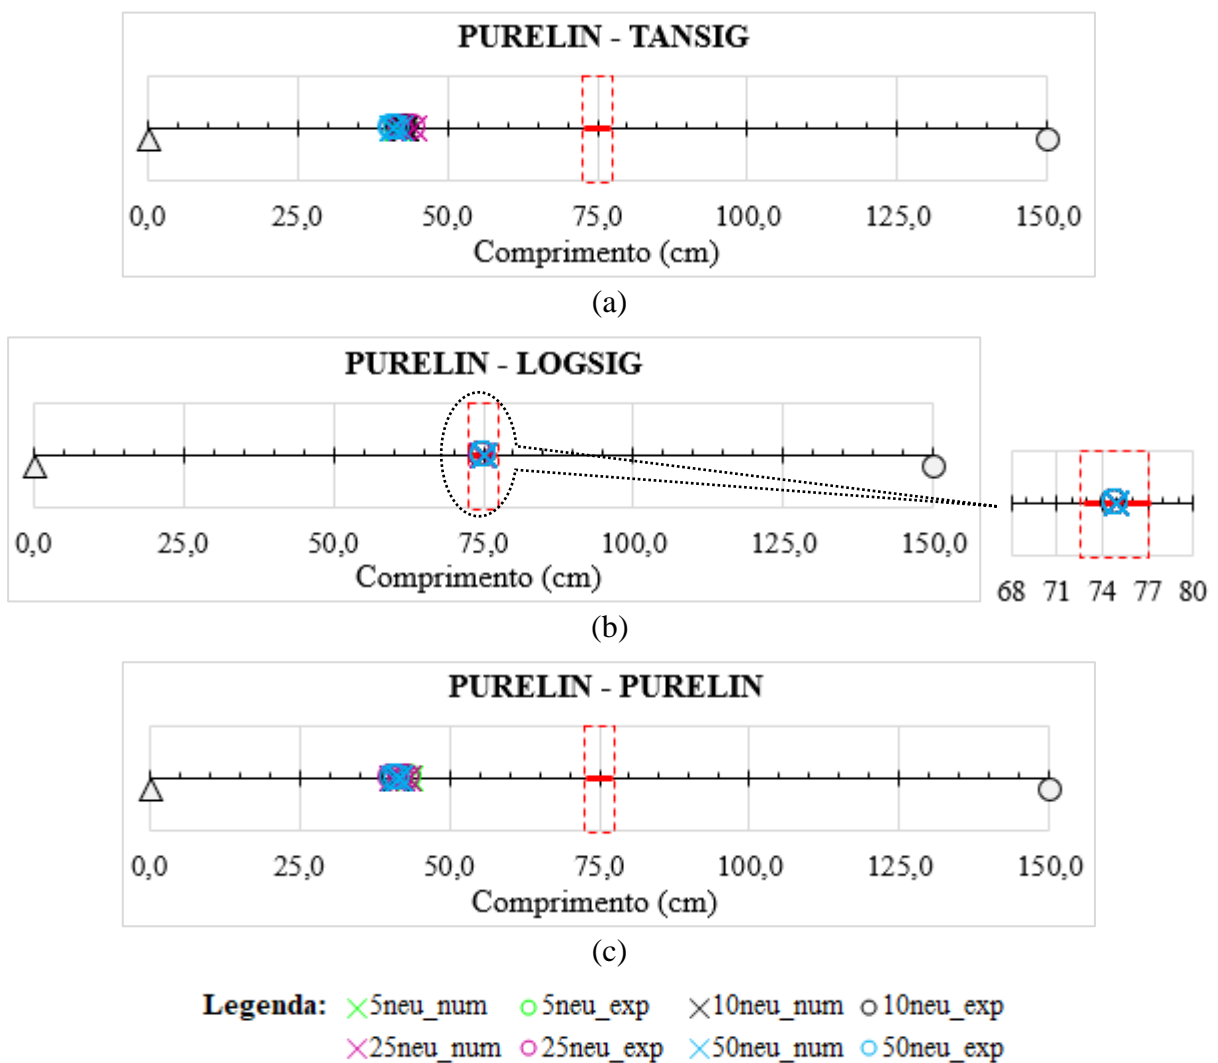 PURELIN - TANSIG
0,0 25,0 50,0 75,0 100,0 125,0 150,0
Comprimento (cm)
(a)
PURELIN - LOGSIG
0,0 25,0 50,0 75,0 100,0 125,0 150,0
Comprimento (cm)
68 71 74 77 80
(b)
PURELIN - PURELIN
0,0 25,0 50,0 75,0 100,0 125,0 150,0
Comprimento (cm)
(c)
Legenda: 5neu_num 5neu_exp 10neu_num 10neu_exp
25neu_num 25neu_exp 50neu_num 50neu_exp